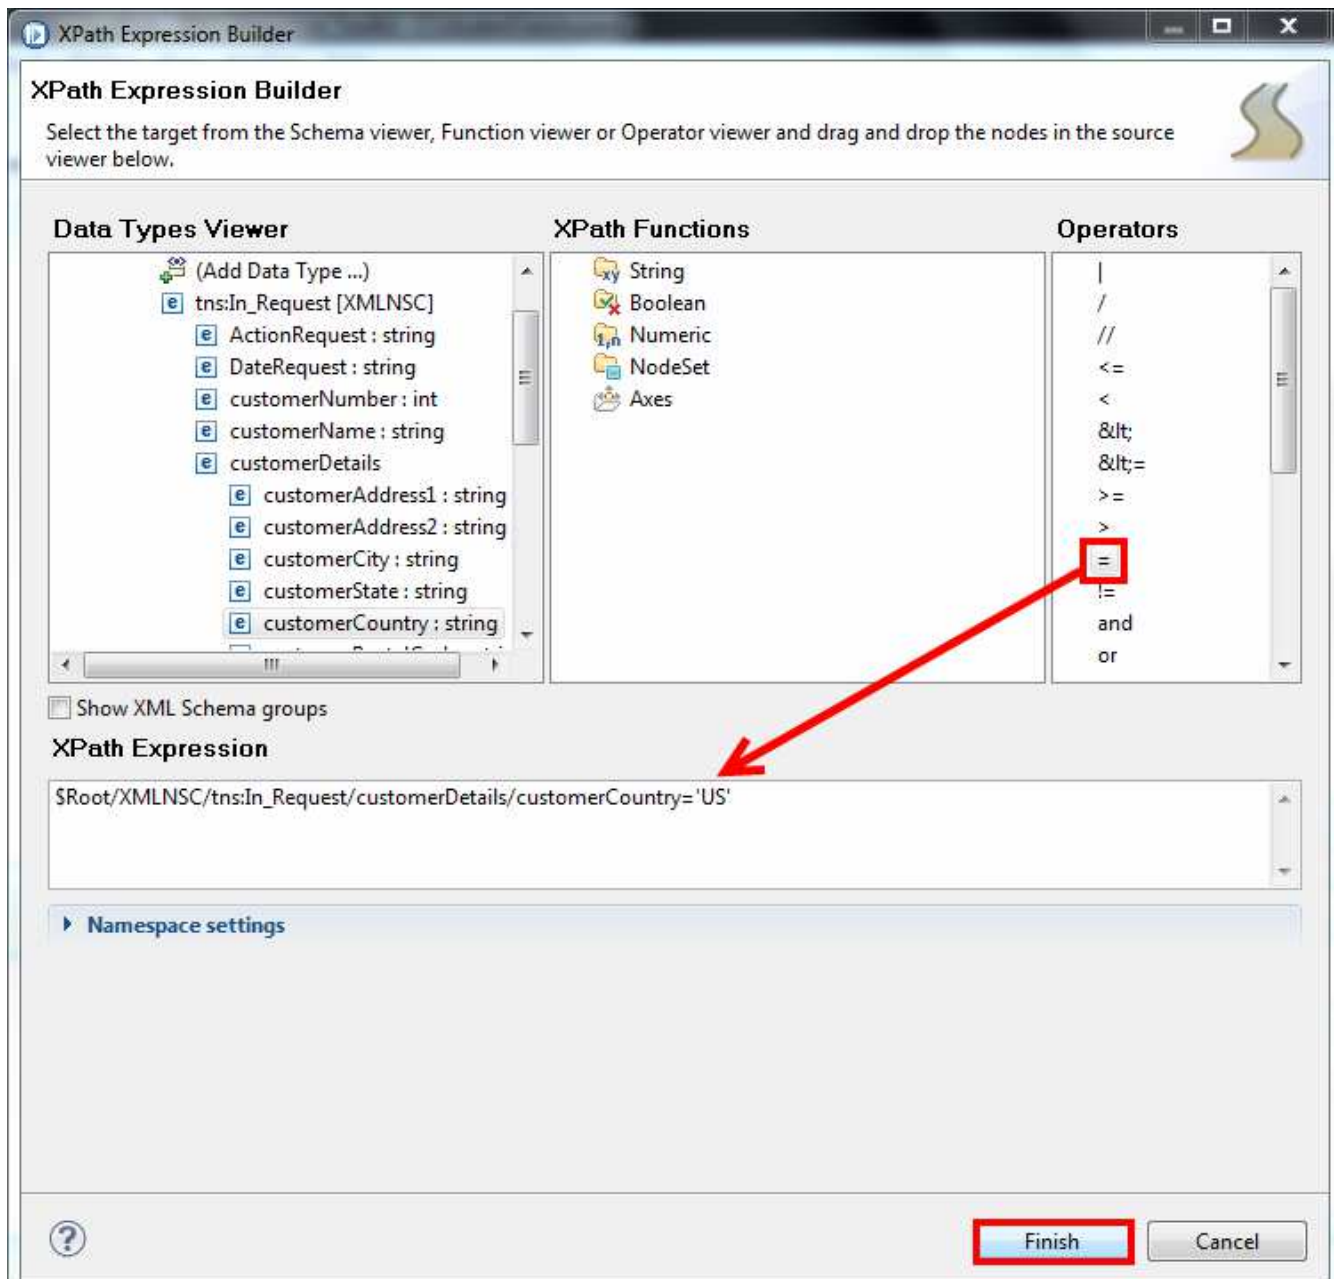 XPath Expression Builder
XPath Expression Builder
Select the target from the Schema viewer, Function viewer or Operator viewer and drag and drop the nodes in the source
viewer below.
Data Types Viewer
(Add Data Type ...)
tns:In_Request [XMLNSC]
ActionRequest : string
DateRequest : string
customerNumber : int
customerName : string
customerDetails
customerAddress1 : string
customerAddress2 : string
customerCity : string
customerState : string
customerCountry : string
XPath Functions
String
Boolean
Numeric
NodeSet
Axes
Operators
|
/
//
<=
<
&lt;
&lt;=
>=
>
=
!=
and
or
Show XML Schema groups
XPath Expression
$Root/XMLNSC/tns:In_Request/customerDetails/customerCountry='US'
Namespace settings
?
Finish
Cancel